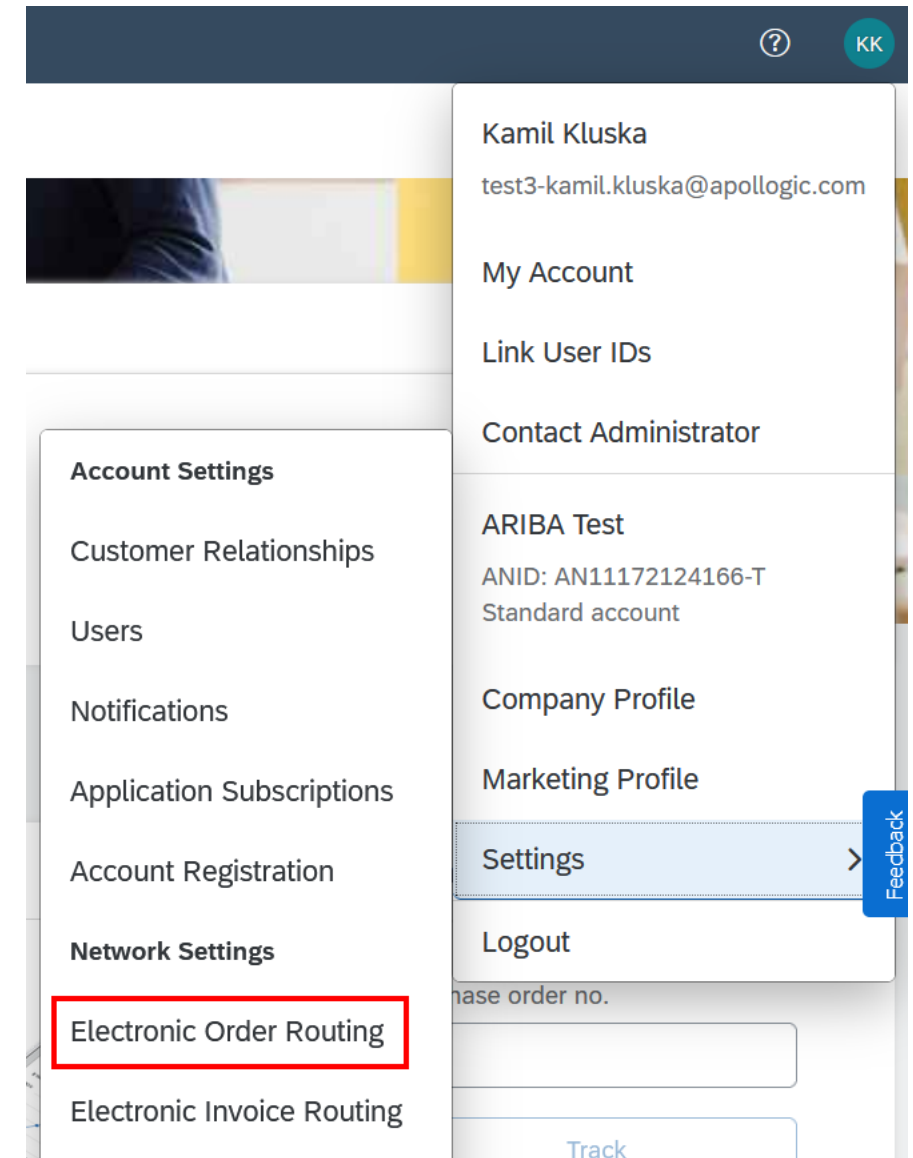 ?
KK
Kamil Kluska
test3-kamil.kluska@apollogic.com
My Account
Link User IDs
Contact Administrator
ARIBA Test
ANID: AN11172124166-T
Standard account
Company Profile
Marketing Profile
Settings
Feedback
Logout
Account Settings
Customer Relationships
Users
Notifications
Application Subscriptions
Account Registration
Network Settings
Electronic Order Routing
Electronic Invoice Routing
order no.
Track